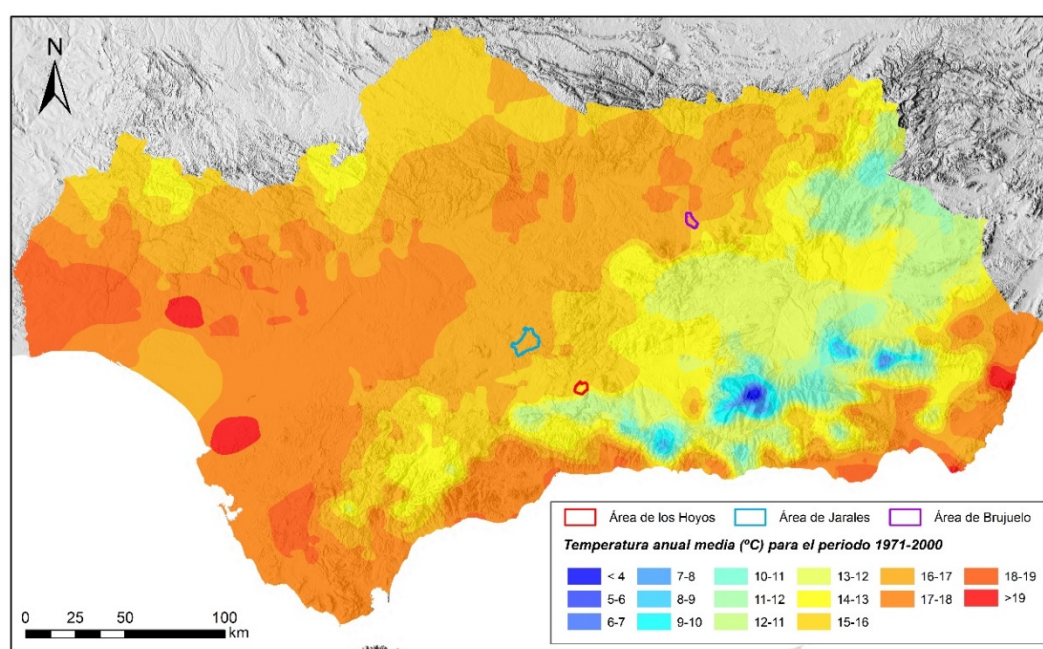 N
Área de los Hoyos Área de Jarales Área de Brujuelo
Temperatura anual media (ºC) para el periodo 1971-2000
< 4 7-8 10-11 13-12 16-17 18-19
5-6 8-9 11-12 14-13 17-18 >19
6-7 9-10 12-11 15-16
0 25 50 100
km